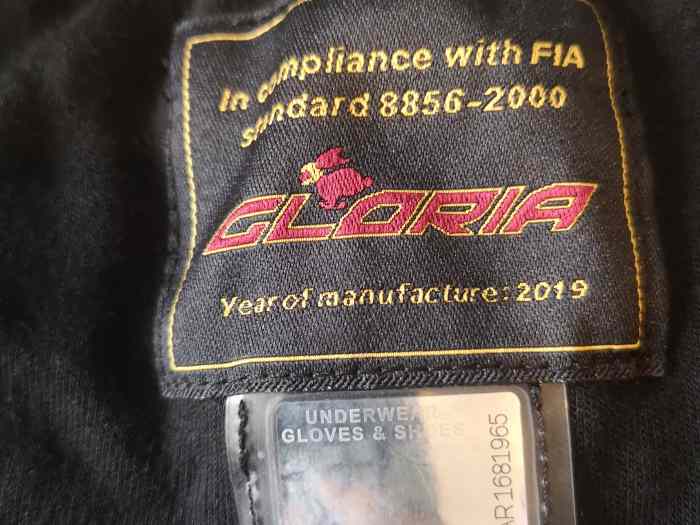 In compliance with FIA
standard 8856-2000
GLORIA
Year of manufacture: 2019
UNDERWEAR
GLOVES & SHOES
AR1681965